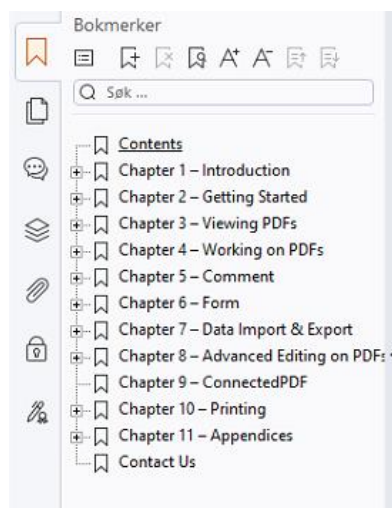 Bokmerker
Søk ...
Contents
Chapter 1 – Introduction
Chapter 2 – Getting Started
Chapter 3 – Viewing PDFs
Chapter 4 – Working on PDFs
Chapter 5 – Comment
Chapter 6 – Form
Chapter 7 – Data Import & Export
Chapter 8 – Advanced Editing on PDFs
Chapter 9 – ConnectedPDF
Chapter 10 – Printing
Chapter 11 – Appendices
Contact Us